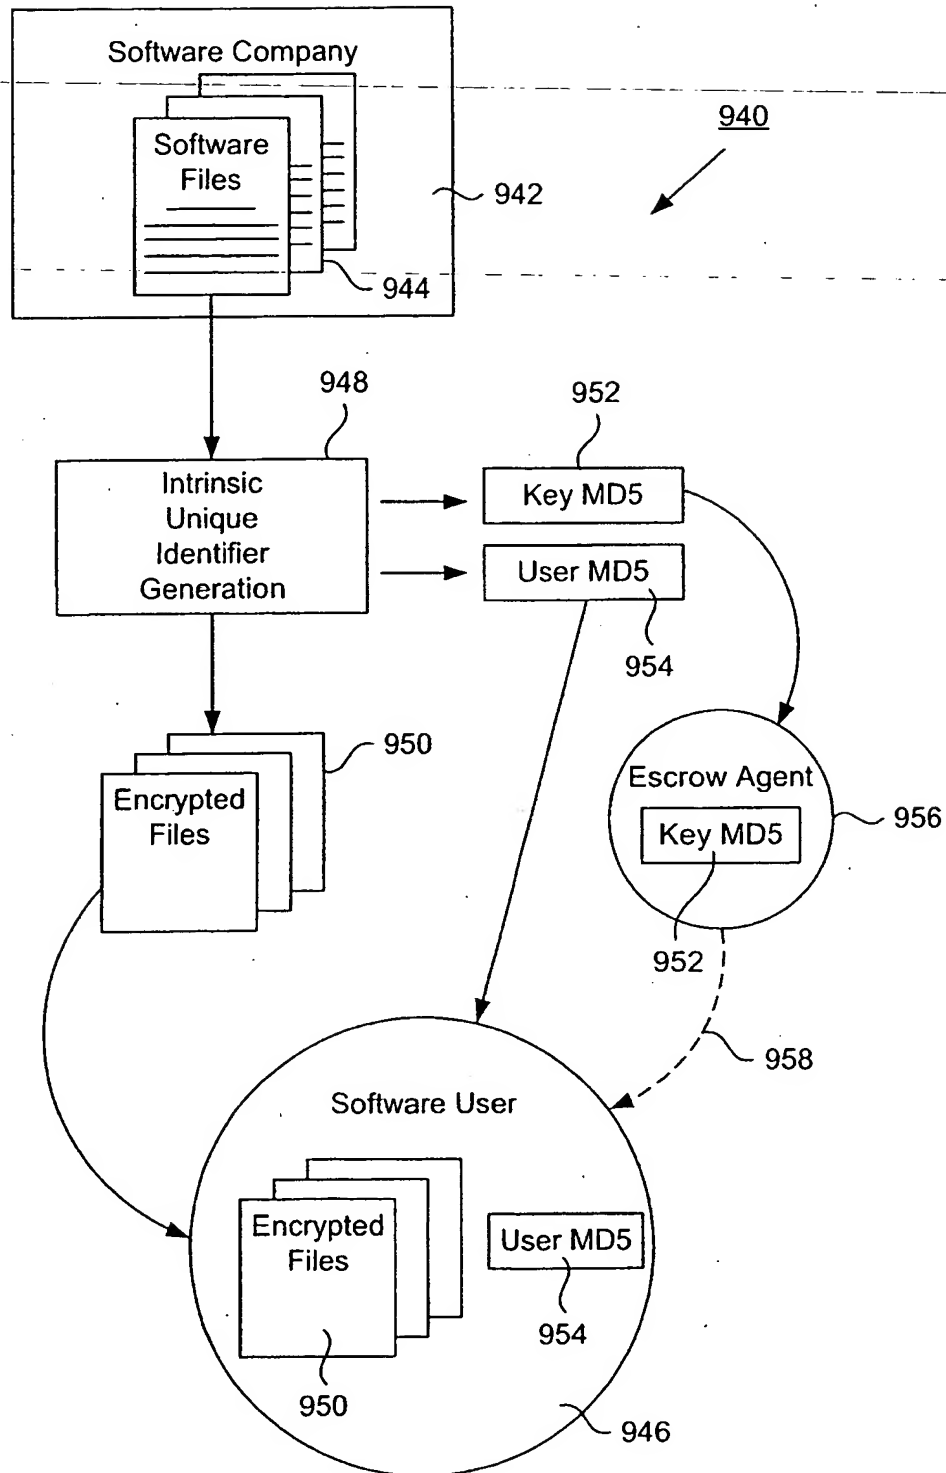 Software Company
940
Software
Files
942
944
948
952
Intrinsic
Unique
Identifier
Generation
Key MD5
User MD5
954
950
Encrypted
Files
Escrow Agent
Key MD5
956
952
958
Software User
Encrypted
Files
User MD5
954
950
946